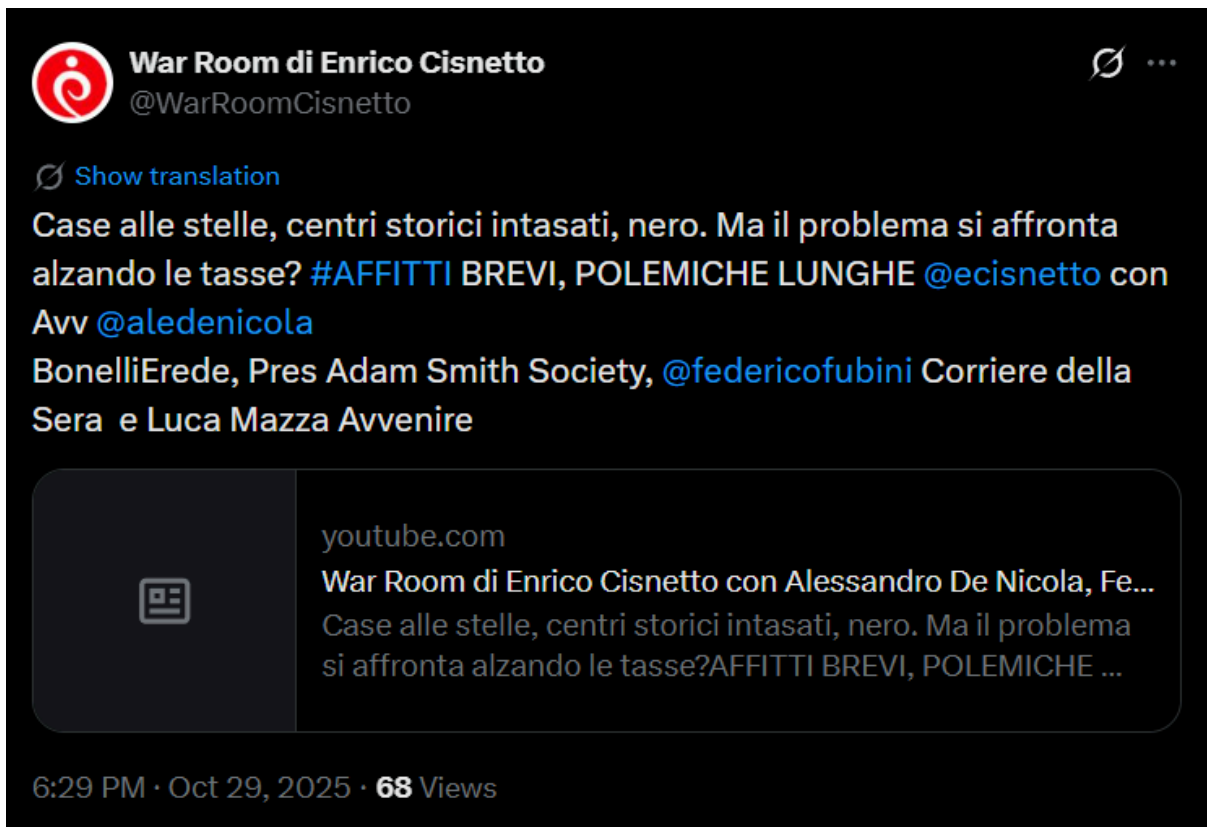 War Room di Enrico Cisnetto
@WarRoomCisnetto
Show translation
Case alle stelle, centri storici intasati, nero. Ma il problema si affronta
alzando le tasse? #AFFITTI BREVI, POLEMICHE LUNGHE @ecisnetto con
Avv @aledenicola
BonelliErede, Pres Adam Smith Society, @federicofubini Corriere della
Sera  e Luca Mazza Avvenire
youtube.com
War Room di Enrico Cisnetto con Alessandro De Nicola, Fe...
Case alle stelle, centri storici intasati, nero. Ma il problema
si affronta alzando le tasse?AFFITTI BREVI, POLEMICHE ...
6:29 PM · Oct 29, 2025 · 68 Views